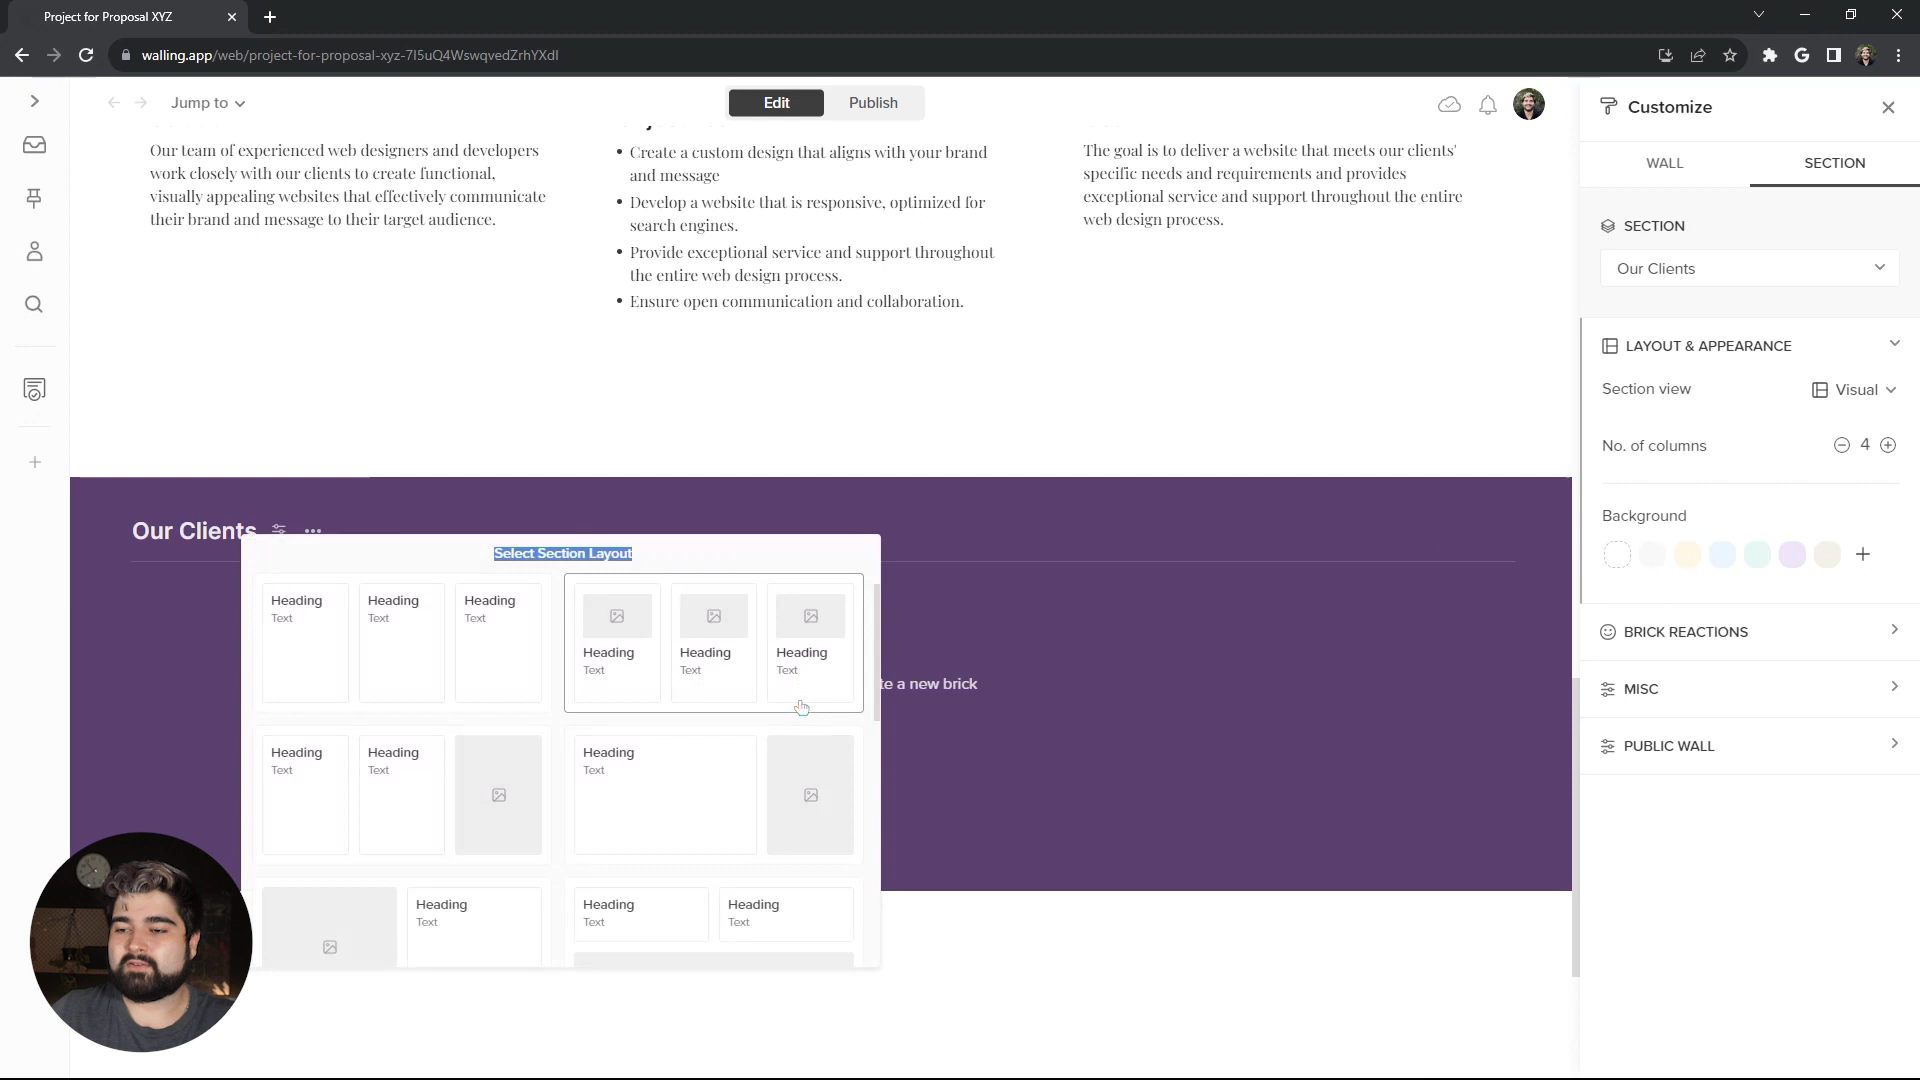 Project for Proposal XYZ
walling.app/web/project-for-proposal-xyz-7I5uQ4WswqvedZrhYXdI
Jump to
Edit
Publish
Customize
WALL
SECTION
Our team of experienced web designers and developers
work closely with our clients to create functional,
visually appealing websites that effectively communicate
their brand and message to their target audience.
• Create a custom design that aligns with your brand
and message
• Develop a website that is responsive, optimized for
search engines.
• Provide exceptional service and support throughout
the entire web design process.
• Ensure open communication and collaboration.
The goal is to deliver a website that meets our clients'
specific needs and requirements and provides
exceptional service and support throughout the entire
web design process.
SECTION
Our Clients
LAYOUT & APPEARANCE
Section view
Visual
No. of columns
4
Background
BRICK REACTIONS
MISC
PUBLIC WALL
Our Clients
Select Section Layout
Heading
Text
Heading
Text
Heading
Text
Heading
Text
Heading
Text
Heading
Text
te a new brick
Heading
Text
Heading
Text
Heading
Text
Heading
Text
Heading
Text
Heading
Text